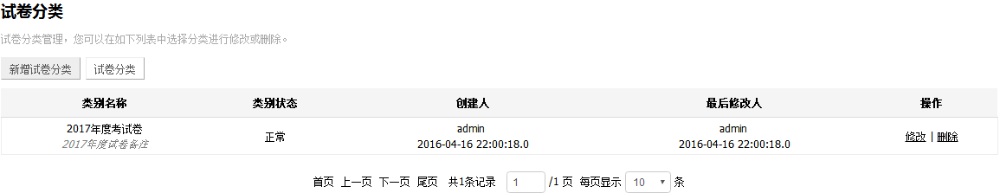 试卷分类
试卷分类管理，您可以在如下列表中选择分类进行修改或删除。
新增试卷分类 试卷分类
类别名称 类别状态 创建人 最后修改人 操作
2017年度考试卷 正常 admin admin 修改 | 删除
2017年度试卷备注 2016-04-16 22:00:18.0 2016-04-16 22:00:18.0
首页 上一页 下一页 尾页 共1条记录 1 /1 页 每页显示 10 条